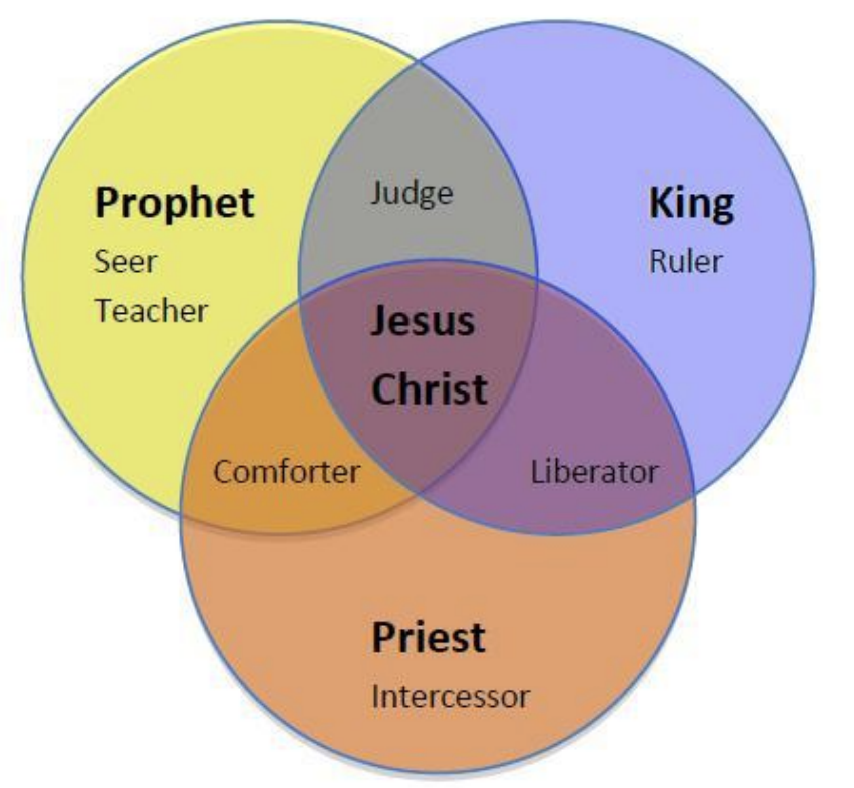 Prophet
Seer
Teacher
Judge
King
Ruler
Jesus
Christ
Comforter
Liberator
Priest
Intercessor